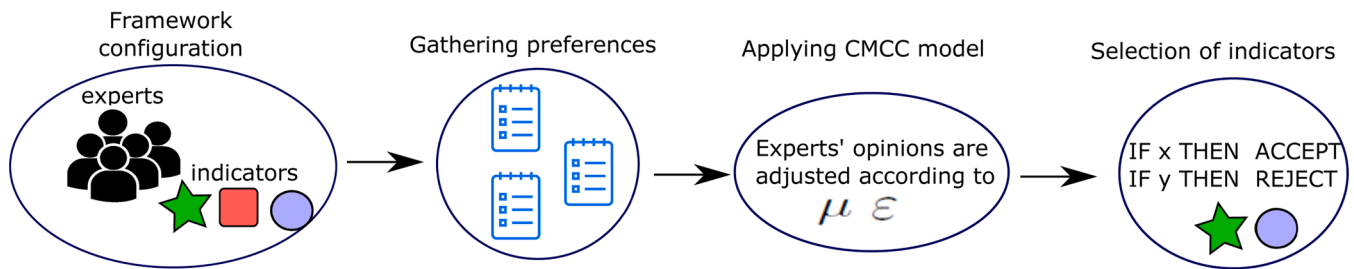 Framework
configuration
experts
indicators
Gathering preferences
Applying CMCC model
Experts' opinions are
adjusted according to
μ ε
Selection of indicators
IF x THEN ACCEPT
IF y THEN REJECT